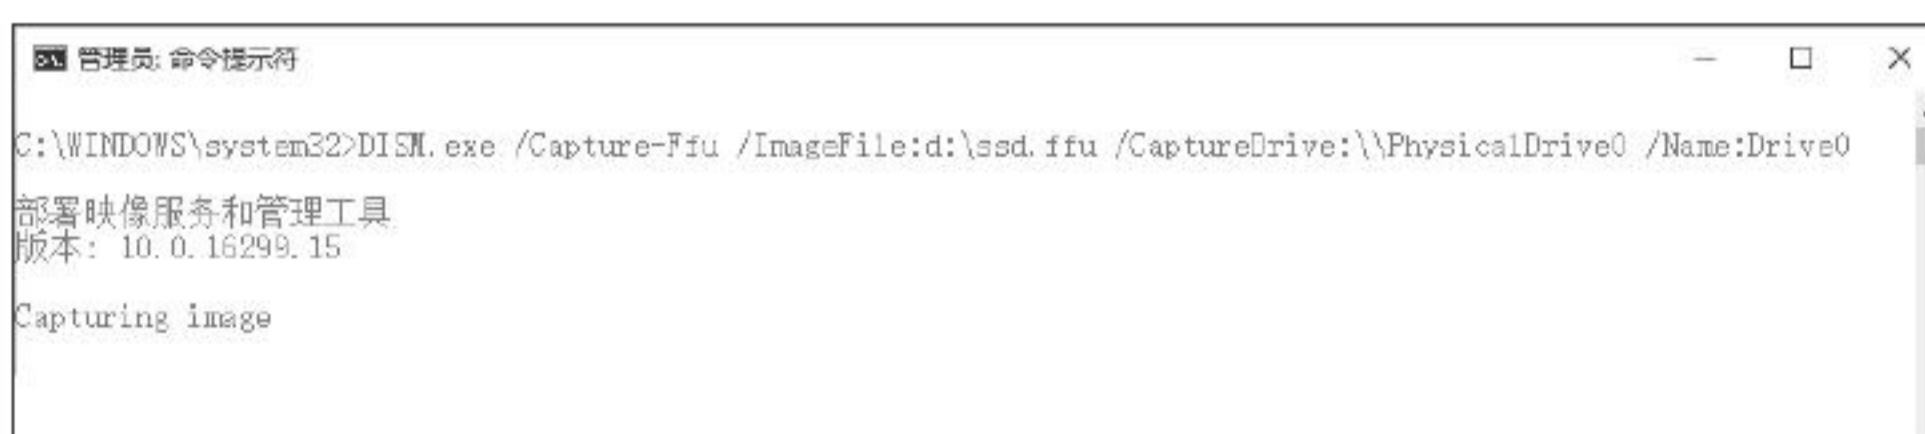 管理员: 命令提示符
C:\WINDOWS\system32>DISM.exe /Capture-Ffu /ImageFile:d:\ssd.ffu /CaptureDrive:\\PhysicalDrive0 /Name:Drive0
部署映像服务和管理工具
版本: 10.0.16299.15
Capturing image